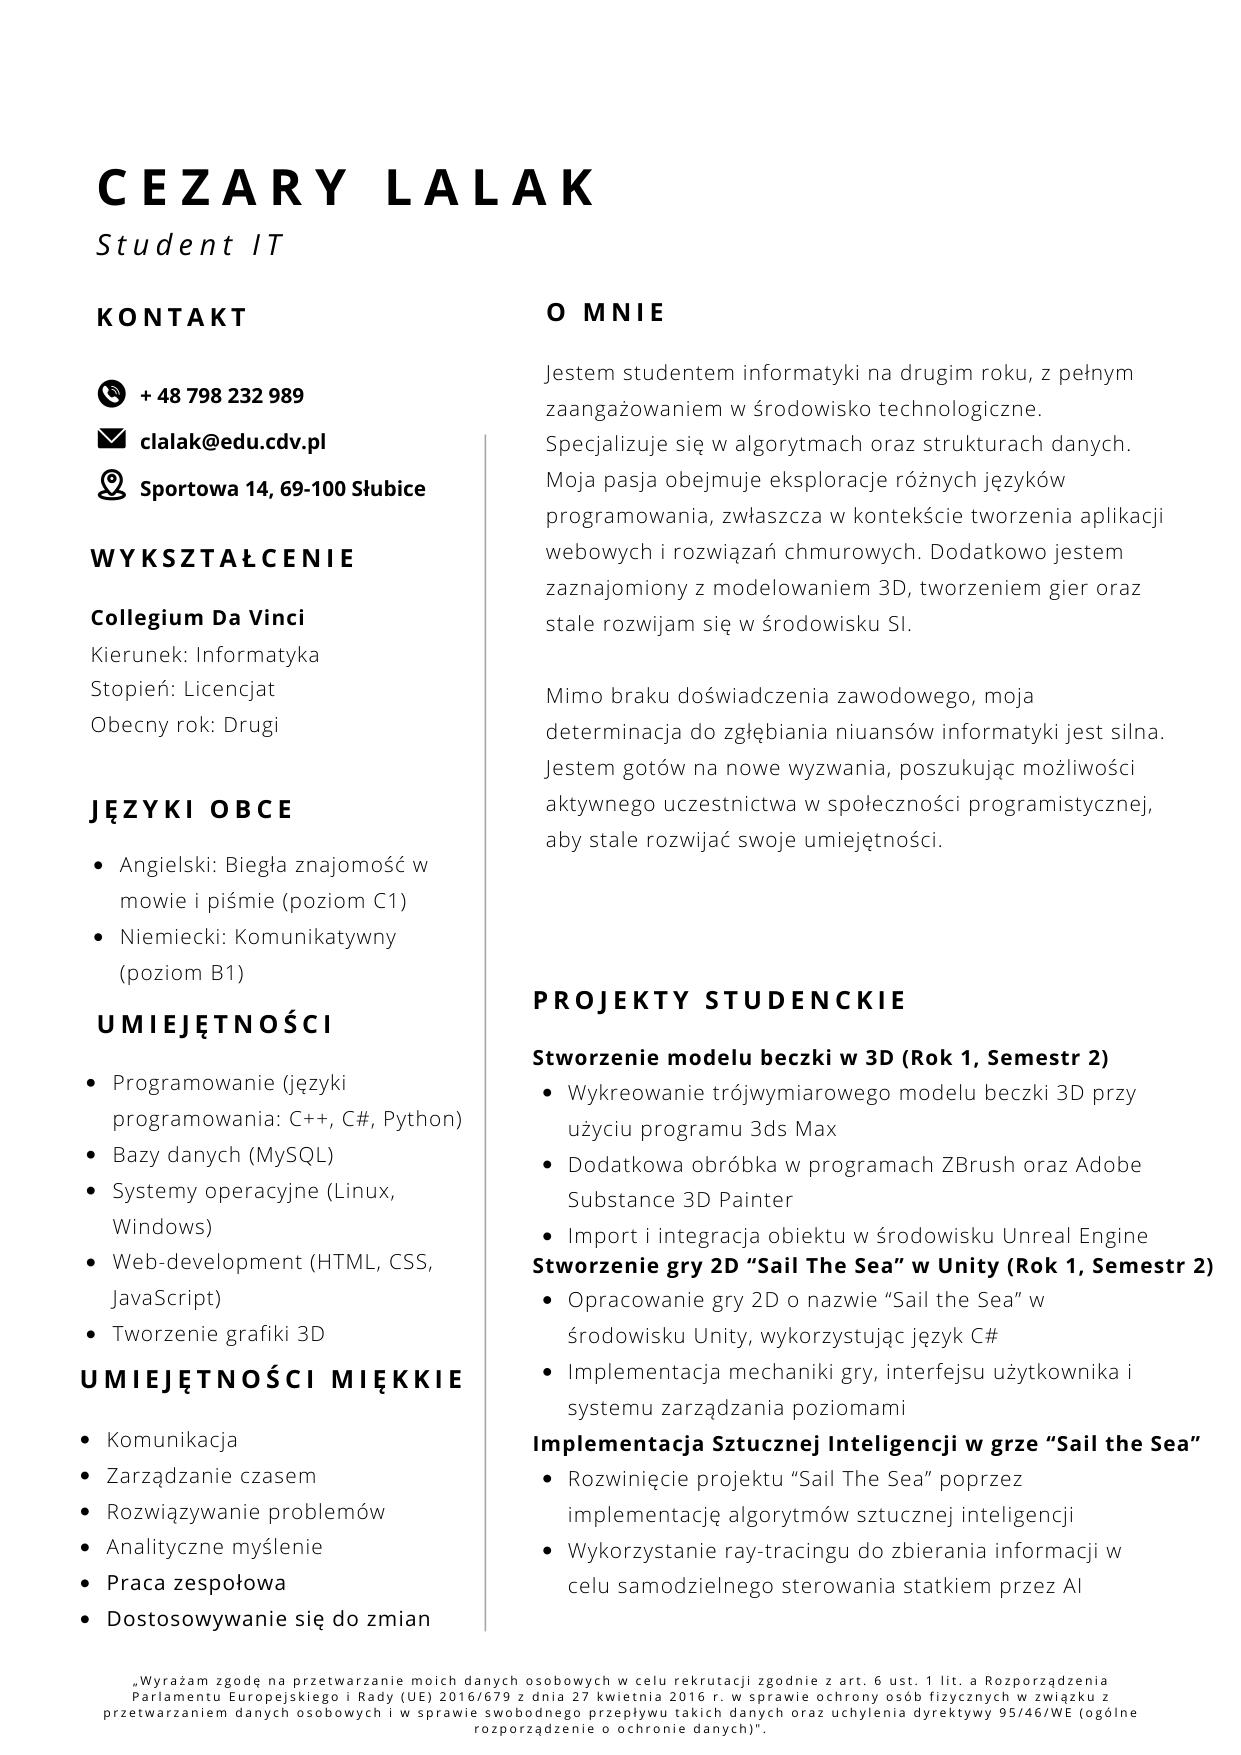 CEZARY LALAK
Student IT
KONTAKT
+ 48 798 232 989
clalak@edu.cdv.pl
Sportowa 14, 69-100 Słubice
WYKSZTAŁCENIE
Collegium Da Vinci
Kierunek: Informatyka
Stopień: Licencjat
Obecny rok: Drugi
JĘZYKI OBCE
• Angielski: Biegła znajomość w
mowie i piśmie (poziom C1)
• Niemiecki: Komunikatywny
(poziom B1)
UMIEJĘTNOŚCI
• Programowanie (języki
programowania: C++, C#, Python)
• Bazy danych (MySQL)
• Systemy operacyjne (Linux,
Windows)
• Web-development (HTML, CSS,
JavaScript)
• Tworzenie grafiki 3D
UMIEJĘTNOŚCI MIĘKKIE
• Komunikacja
• Zarządzanie czasem
• Rozwiązywanie problemów
• Analityczne myślenie
• Praca zespołowa
• Dostosowywanie się do zmian
O MNIE
Jestem studentem informatyki na drugim roku, z pełnym
zaangażowaniem w środowisko technologiczne.
Specjalizuje się w algorytmach oraz strukturach danych.
Moja pasja obejmuje eksploracje różnych języków
programowania, zwłaszcza w kontekście tworzenia aplikacji
webowych i rozwiązań chmurowych. Dodatkowo jestem
zaznajomiony z modelowaniem 3D, tworzeniem gier oraz
stale rozwijam się w środowisku SI.
Mimo braku doświadczenia zawodowego, moja
determinacja do zgłębiania niuansów informatyki jest silna.
Jestem gotów na nowe wyzwania, poszukując możliwości
aktywnego uczestnictwa w społeczności programistycznej,
aby stale rozwijać swoje umiejętności.
PROJEKTY STUDENCKIE
Stworzenie modelu beczki w 3D (Rok 1, Semestr 2)
• Wykreowanie trójwymiarowego modelu beczki 3D przy
użyciu programu 3ds Max
• Dodatkowa obróbka w programach ZBrush oraz Adobe
Substance 3D Painter
• Import i integracja obiektu w środowisku Unreal Engine
Stworzenie gry 2D “Sail The Sea” w Unity (Rok 1, Semestr 2)
• Opracowanie gry 2D o nazwie “Sail the Sea” w
środowisku Unity, wykorzystując język C#
• Implementacja mechaniki gry, interfejsu użytkownika i
systemu zarządzania poziomami
Implementacja Sztucznej Inteligencji w grze “Sail the Sea”
• Rozwinięcie projektu “Sail The Sea” poprzez
implementację algorytmów sztucznej inteligencji
• Wykorzystanie ray-tracingu do zbierania informacji w
celu samodzielnego sterowania statkiem przez AI
„Wyrażam zgodę na przetwarzanie moich danych osobowych w celu rekrutacji zgodnie z art. 6 ust. 1 lit. a Rozporządzenia
Parlamentu Europejskiego i Rady (UE) 2016/679 z dnia 27 kwietnia 2016 r. w sprawie ochrony osób fizycznych w związku z
przetwarzaniem danych osobowych i w sprawie swobodnego przepływu takich danych oraz uchylenia dyrektywy 95/46/WE (ogólne
rozporządzenie o ochronie danych)".